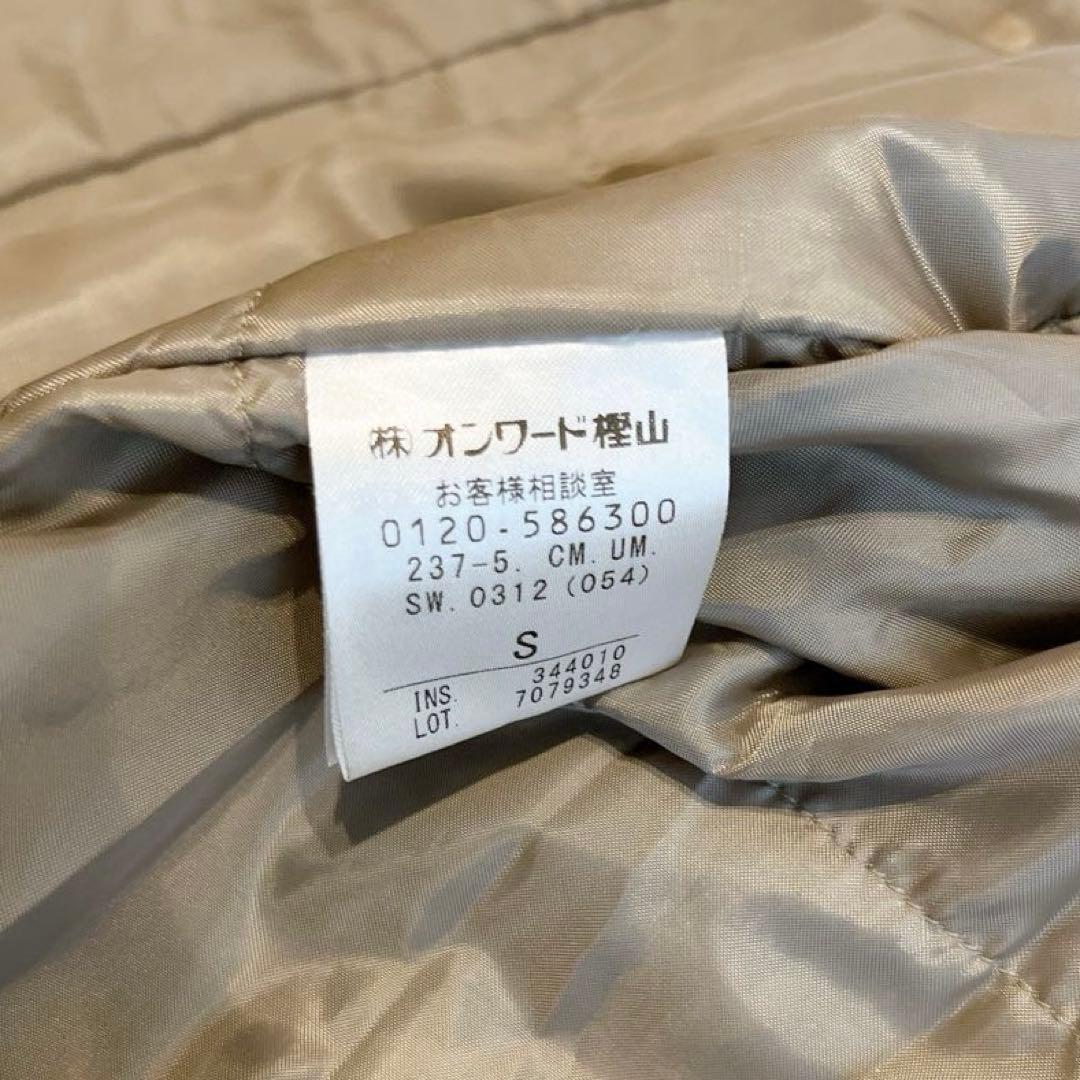 ㈱オンワード樫山
お客様相談室
0120-586300
237-5. CM. UM.
SW. 0312 (054)
S
INS. 344010
LOT. 7079348